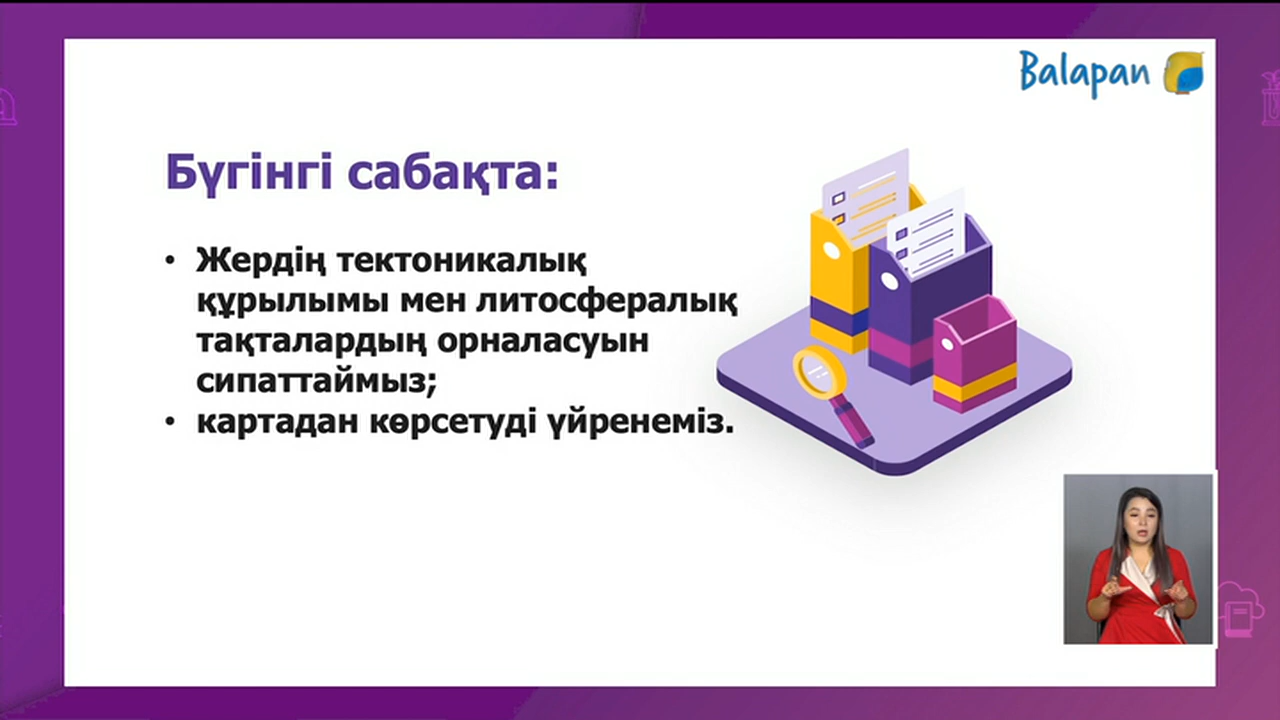 Balapan
Бүгінгі сабақта:
• Жердің тектоникалық
құрылымы мен литосфералық
тақталардың орналасуын
сипаттаймыз;
• картадан көрсетуді үйренеміз.